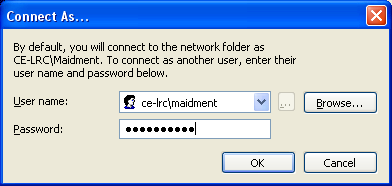 Connect As...
By default, you will connect to the network folder as
CE-LRC\Maidment. To connect as another user, enter their
user name and password below.
User name:
ce-lrc\maidment
...
Browse...
Password:
●●●●●●●●●●
OK
Cancel